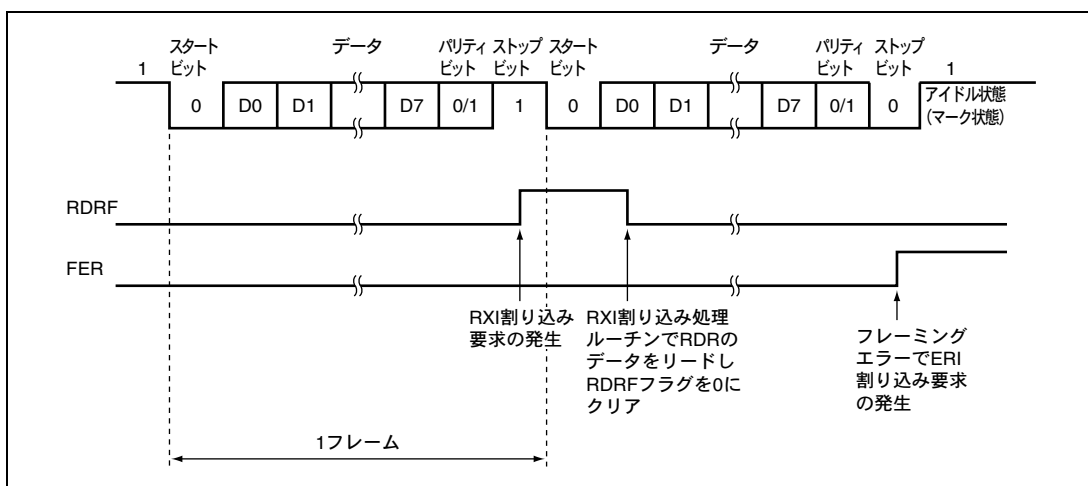 スタート
ビット
データ
パリティ
ビット
ストップ
ビット
スタート
ビット
データ
パリティ
ビット
ストップ
ビット
1
1
0 D0 D1 D7 0/1 1 0 D0 D1 D7 0/1 0
アイドル状態
(マーク状態)
RDRF
FER
RXI割り込み
要求の発生
RXI割り込み処理
ルーチンでRDRの
データをリードし
RDRFフラグを0に
クリア
フレーミング
エラーでERI
割り込み要求
の発生
1フレーム